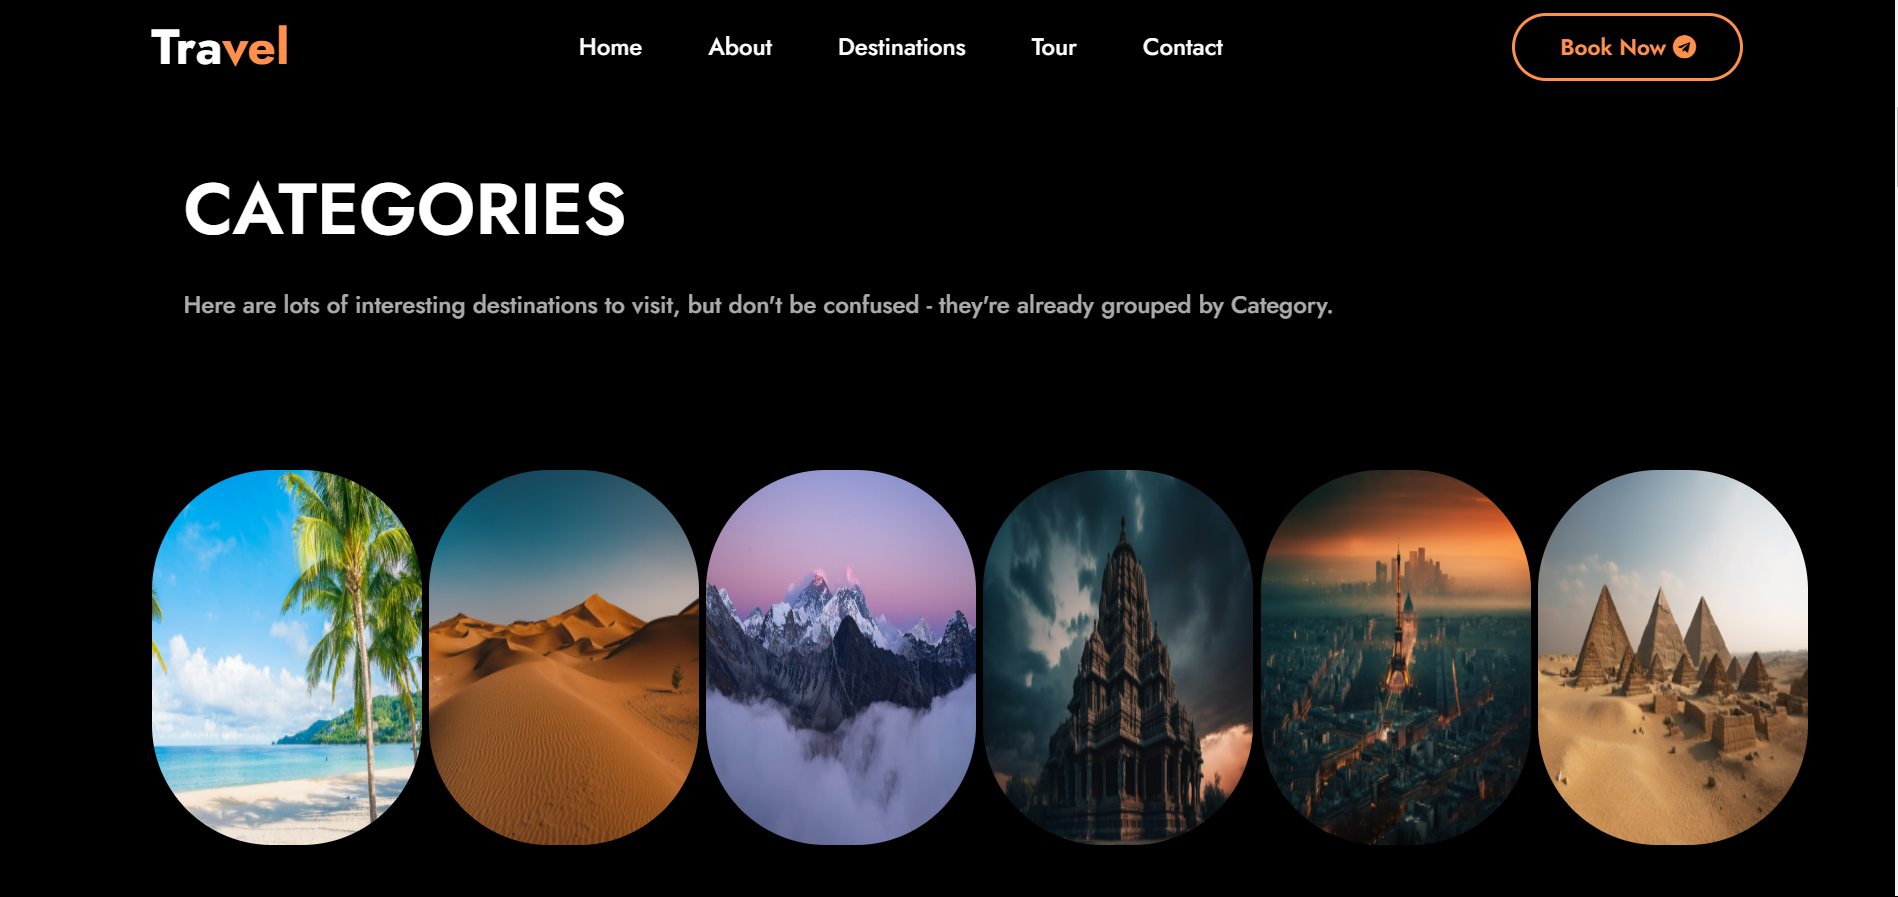 Travel
Home
About
Destinations
Tour
Contact
Book Now
CATEGORIES
Here are lots of interesting destinations to visit, but don't be confused - they're already grouped by Category.